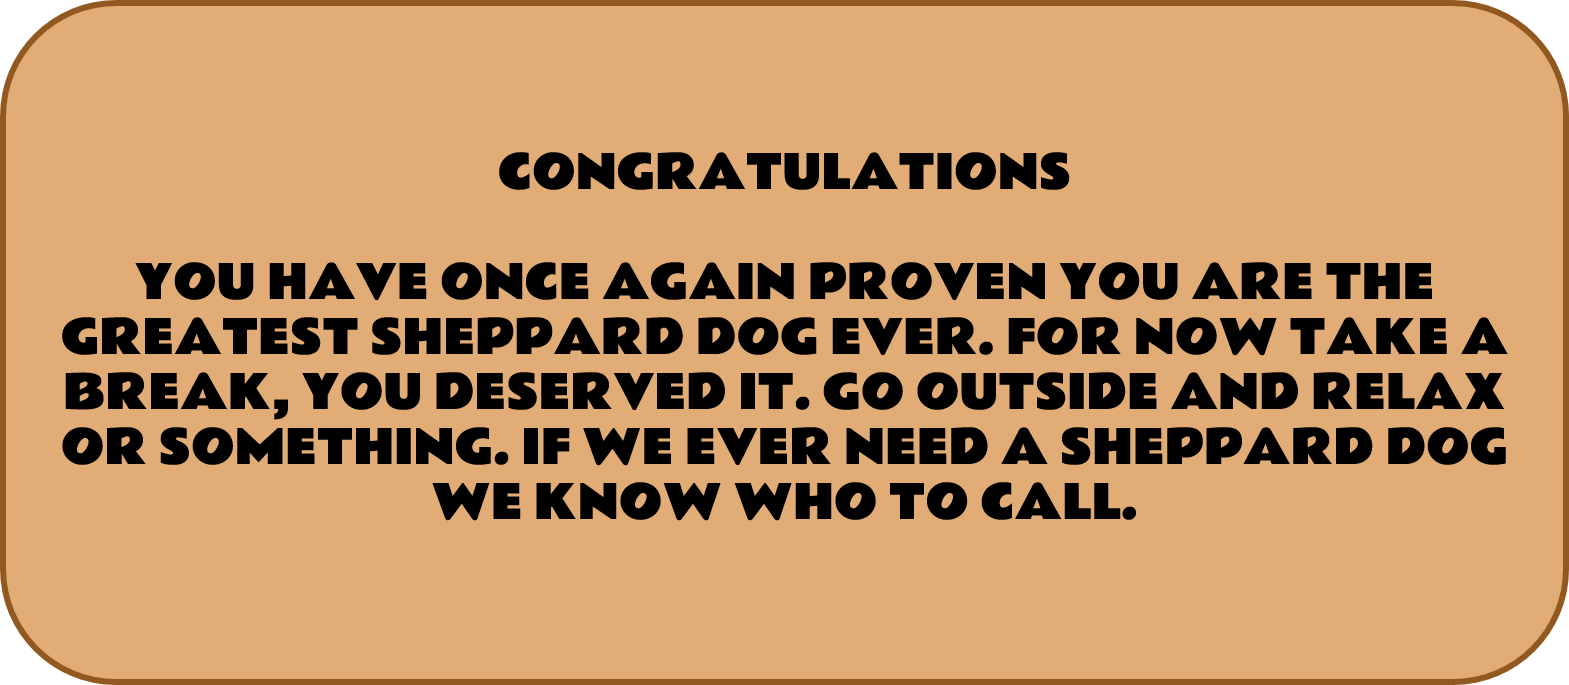 CONGRATULATIONS
YOU HAVE ONCE AGAIN PROVEN YOU ARE THE
GREATEST SHEPPARD DOG EVER. FOR NOW TAKE A
BREAK, YOU DESERVED IT. GO OUTSIDE AND RELAX
OR SOMETHING. IF WE EVER NEED A SHEPPARD DOG
WE KNOW WHO TO CALL.